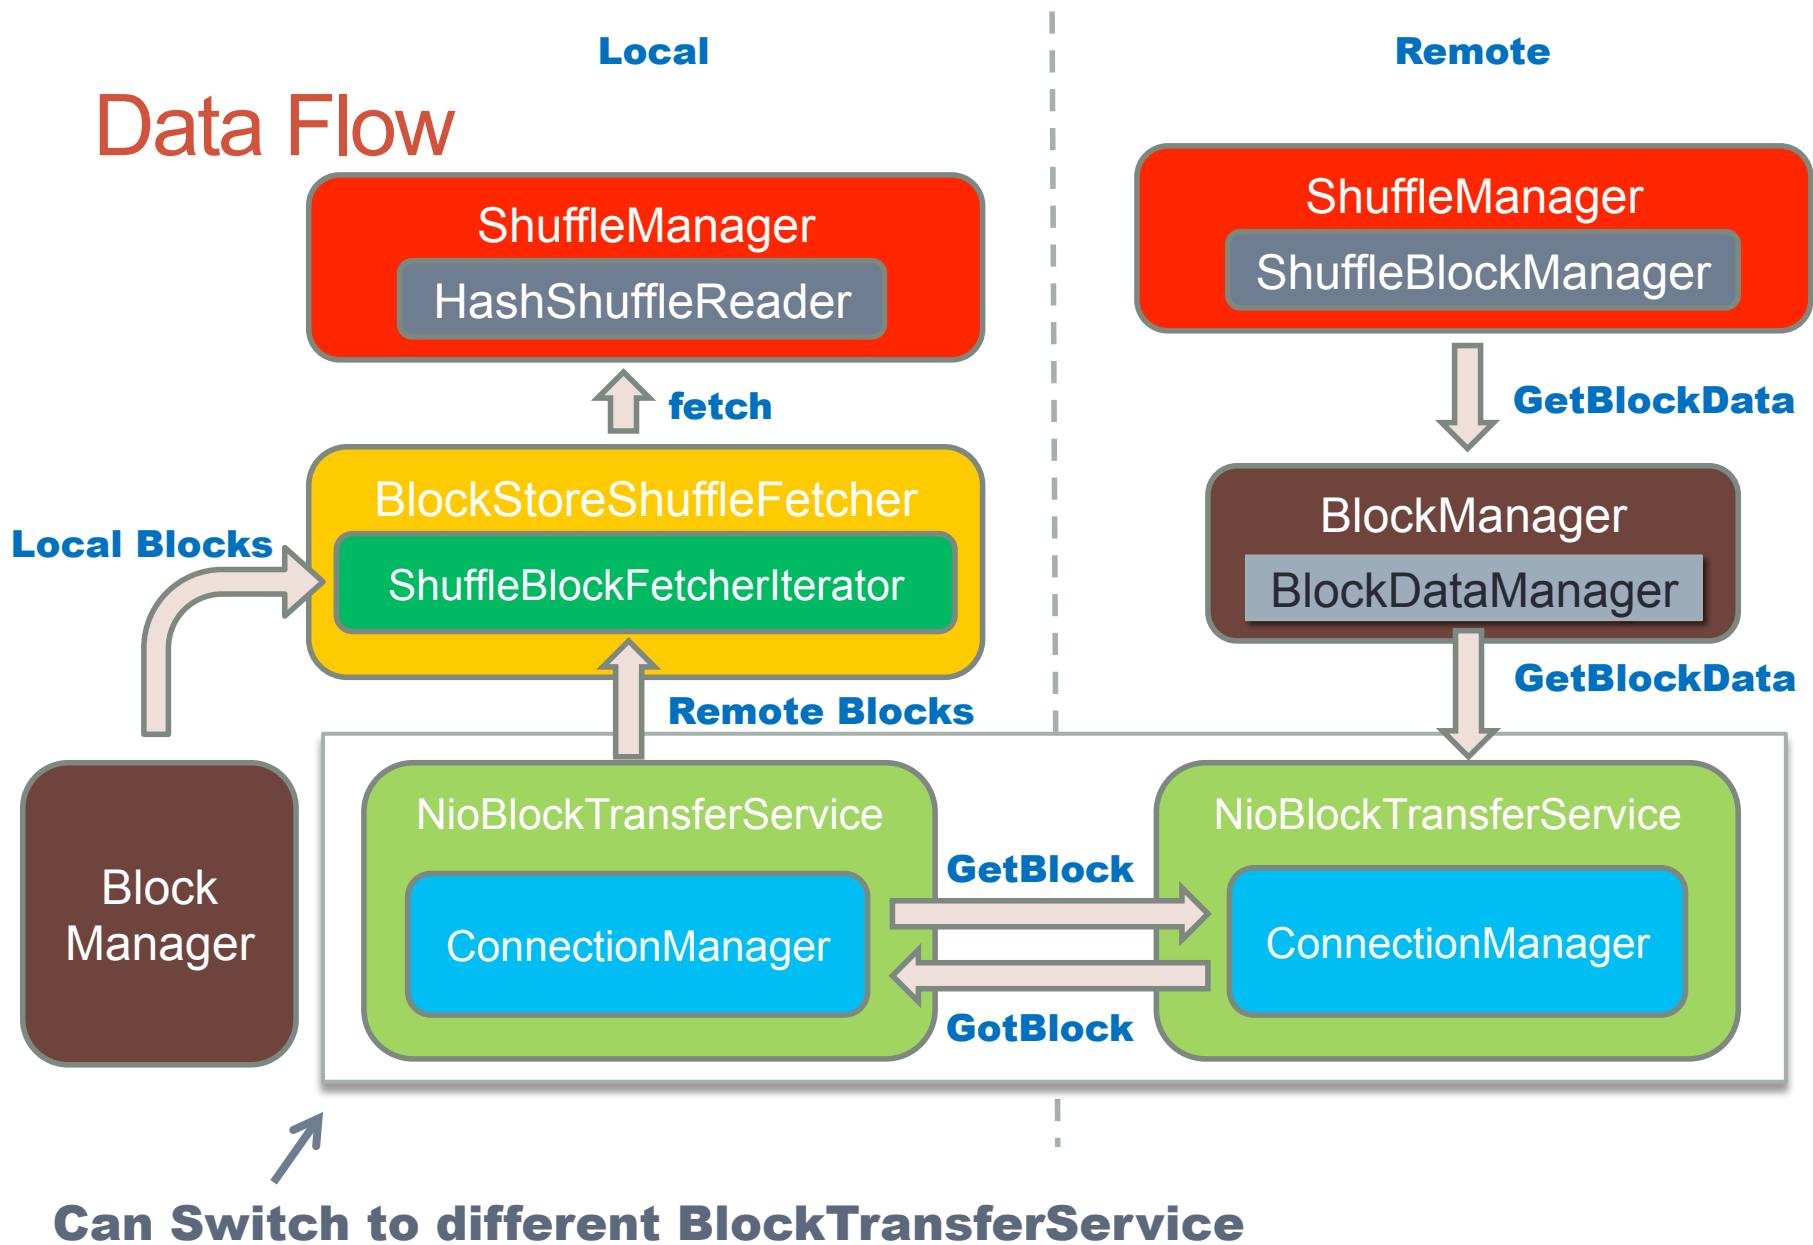 Local
Remote
Data Flow
ShuffleManager
HashShuffleReader
ShuffleManager
ShuffleBlockManager
fetch
GetBlockData
BlockStoreShuffleFetcher
ShuffleBlockFetcherIterator
Local Blocks
BlockManager
BlockDataManager
Remote Blocks
GetBlockData
Block
Manager
NioBlockTransferService
ConnectionManager
GetBlock
GotBlock
NioBlockTransferService
ConnectionManager
Can Switch to different BlockTransferService